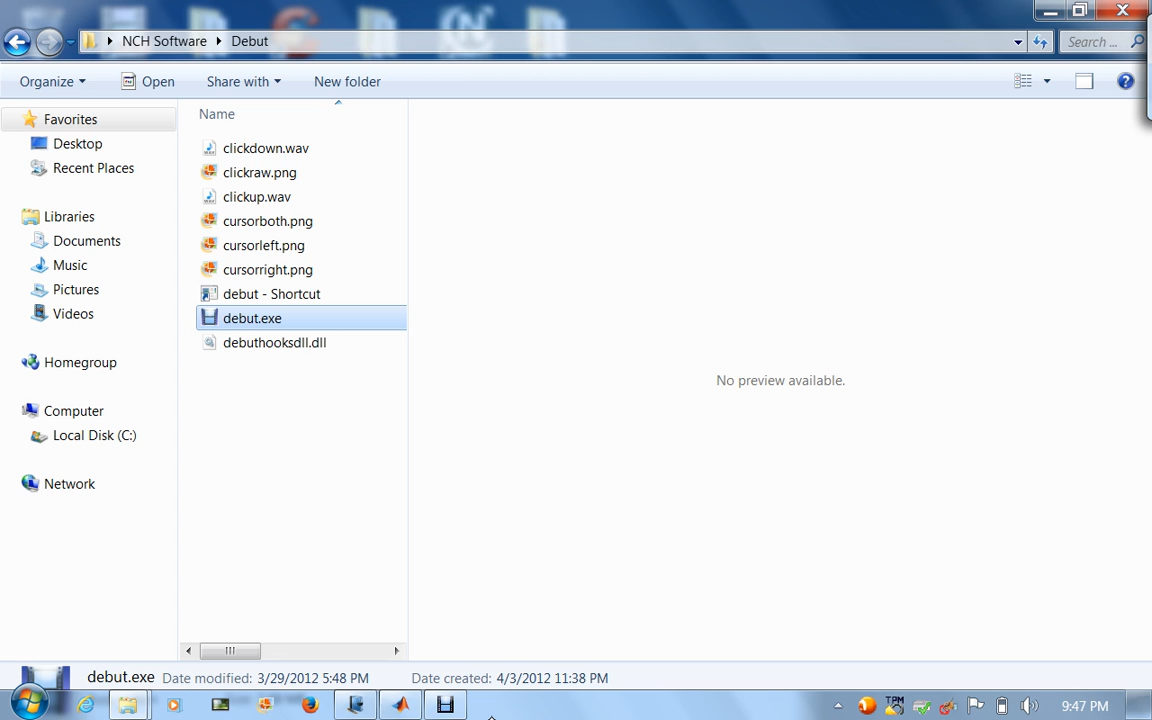 NCH Software Debut Search ...
Organize Open Share with New folder
Favorites
Desktop
Recent Places
Libraries
Documents
Music
Pictures
Videos
Homegroup
Computer
Local Disk (C:)
Network
Name
clickdown.wav
clickraw.png
clickup.wav
cursorboth.png
cursorleft.png
cursorright.png
debut - Shortcut
debut.exe
debuthooksdll.dll
No preview available.
debut.exe Date modified: 3/29/2012 5:48 PM Date created: 4/3/2012 11:38 PM
TPM
9:47 PM